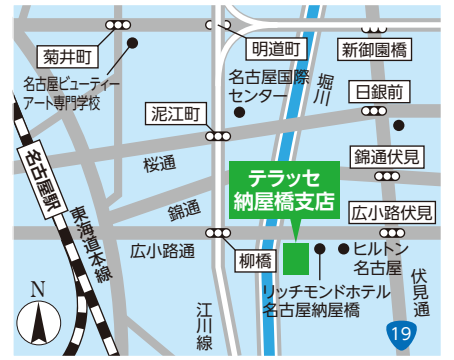 菊井町
明道町
新御園橋
名古屋ビューティー
アート専門学校
名古屋国際
センター
堀川
日銀前
泥江町
桜通
錦通伏見
名古屋駅
テラッセ
納屋橋支店
東海道本線
錦通
広小路伏見
広小路通
柳橋
ヒルトン
名古屋
リッチモンドホテル
名古屋納屋橋
伏見通
江川線
N
19